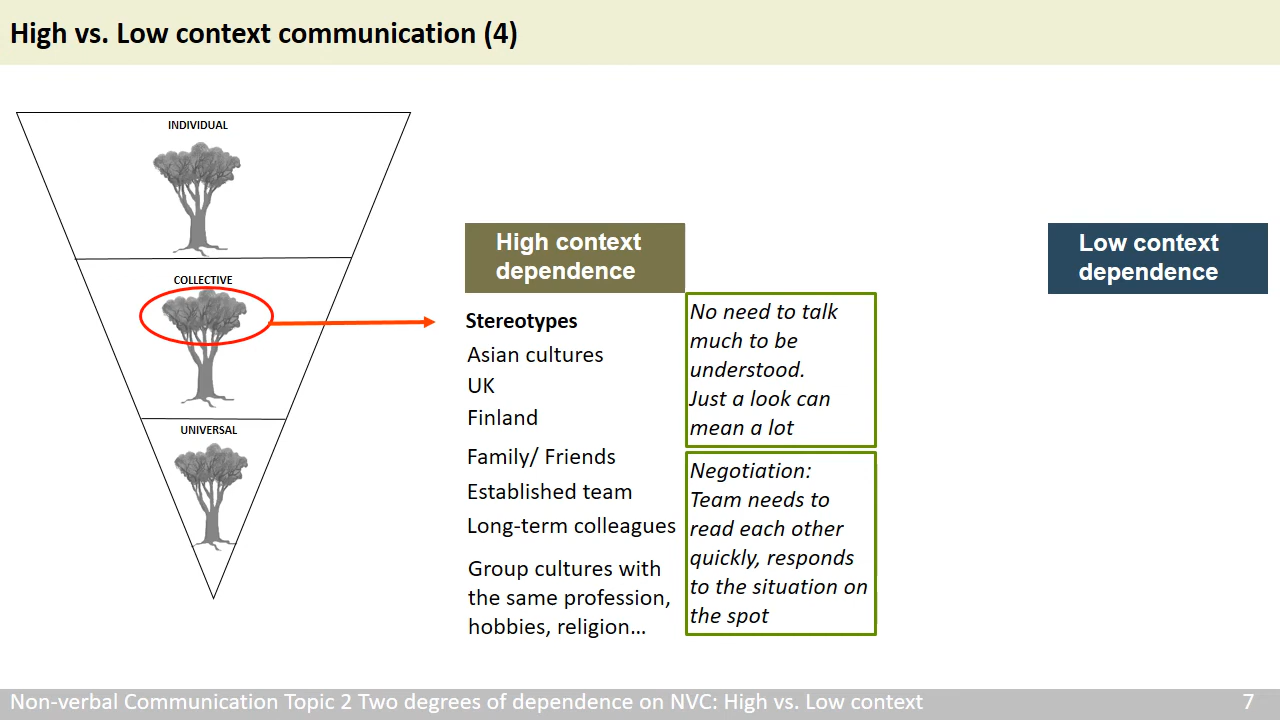 High vs. Low context communication (4)
INDIVIDUAL
COLLECTIVE
UNIVERSAL
High context
dependence
Stereotypes
Asian cultures
UK
Finland
Family/ Friends
Established team
Long-term colleagues
Group cultures with
the same profession,
hobbies, religion…
No need to talk
much to be
understood.
Just a look can
mean a lot
Negotiation:
Team needs to
read each other
quickly, responds
to the situation on
the spot
Low context
dependence
Non-verbal Communication Topic 2 Two degrees of dependence on NVC: High vs. Low context
7